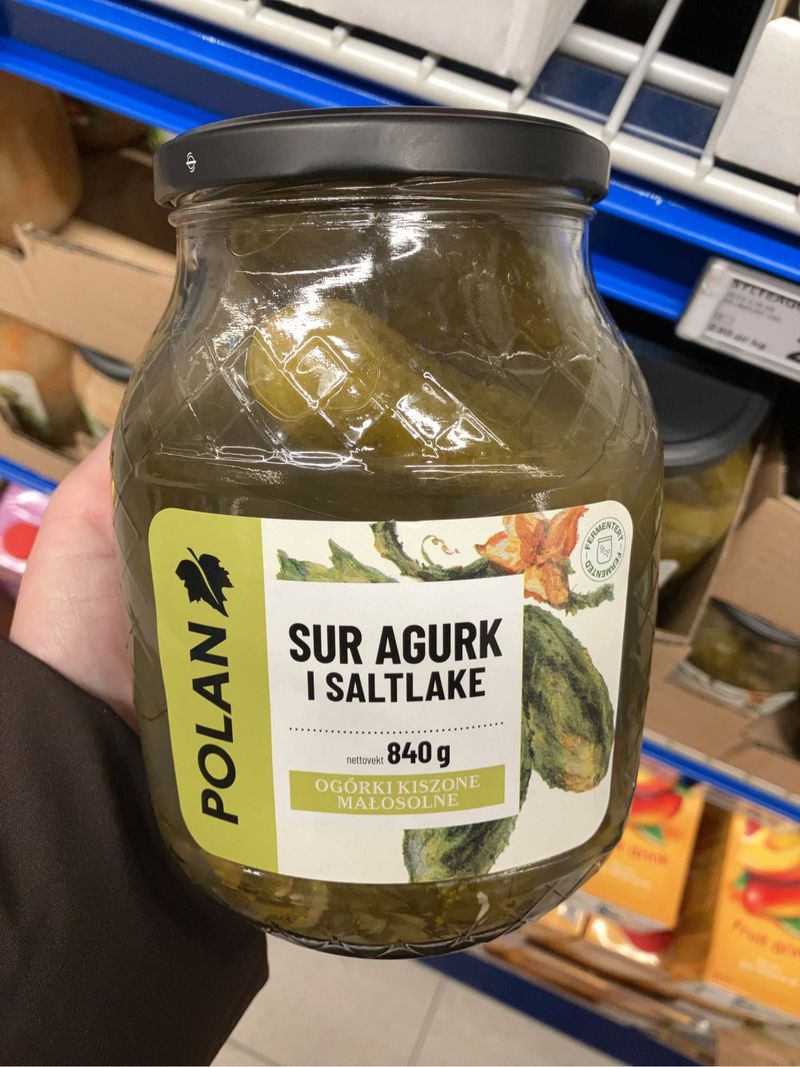 POLAN
FERMENTERT
FERMENTED
SUR AGURK
I SALTLAKE
nettovekt 840 g
OGÓRKI KISZONE
MAŁOSOLNE